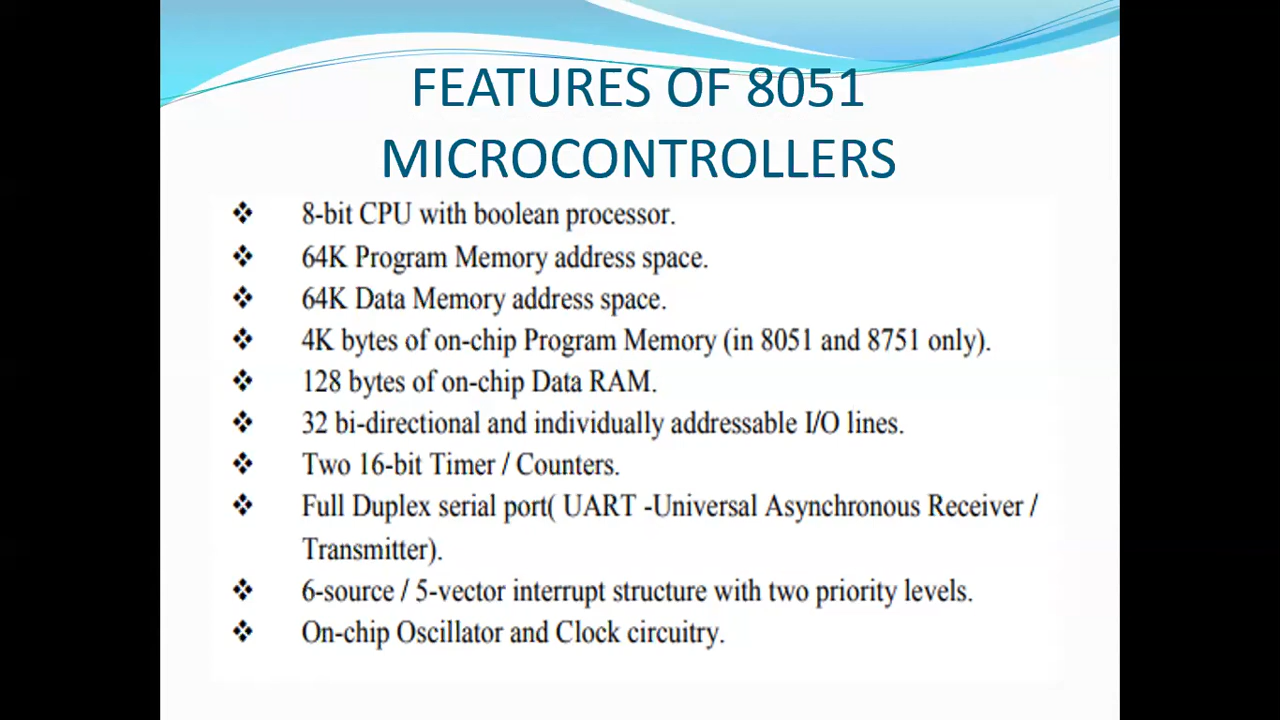 FEATURES OF 8051
MICROCONTROLLERS
❖ 8-bit CPU with boolean processor.
❖ 64K Program Memory address space.
❖ 64K Data Memory address space.
❖ 4K bytes of on-chip Program Memory (in 8051 and 8751 only).
❖ 128 bytes of on-chip Data RAM.
❖ 32 bi-directional and individually addressable I/O lines.
❖ Two 16-bit Timer / Counters.
❖ Full Duplex serial port( UART -Universal Asynchronous Receiver /
Transmitter).
❖ 6-source / 5-vector interrupt structure with two priority levels.
❖ On-chip Oscillator and Clock circuitry.